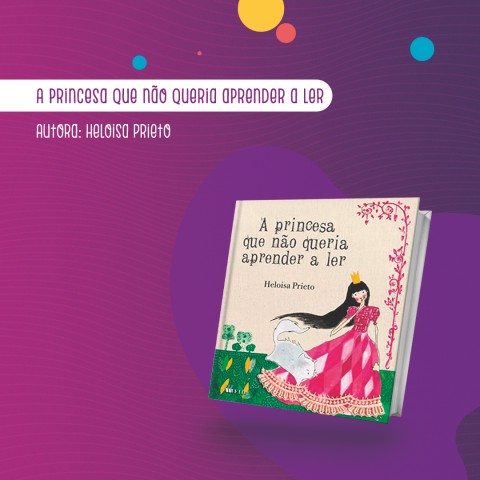 A PRINCESA QUE NÃO QUERIA APRENDER A LER
AUTORA: HELOISA PRIETO
A princesa
que não queria
aprender a ler
Heloisa Prieto